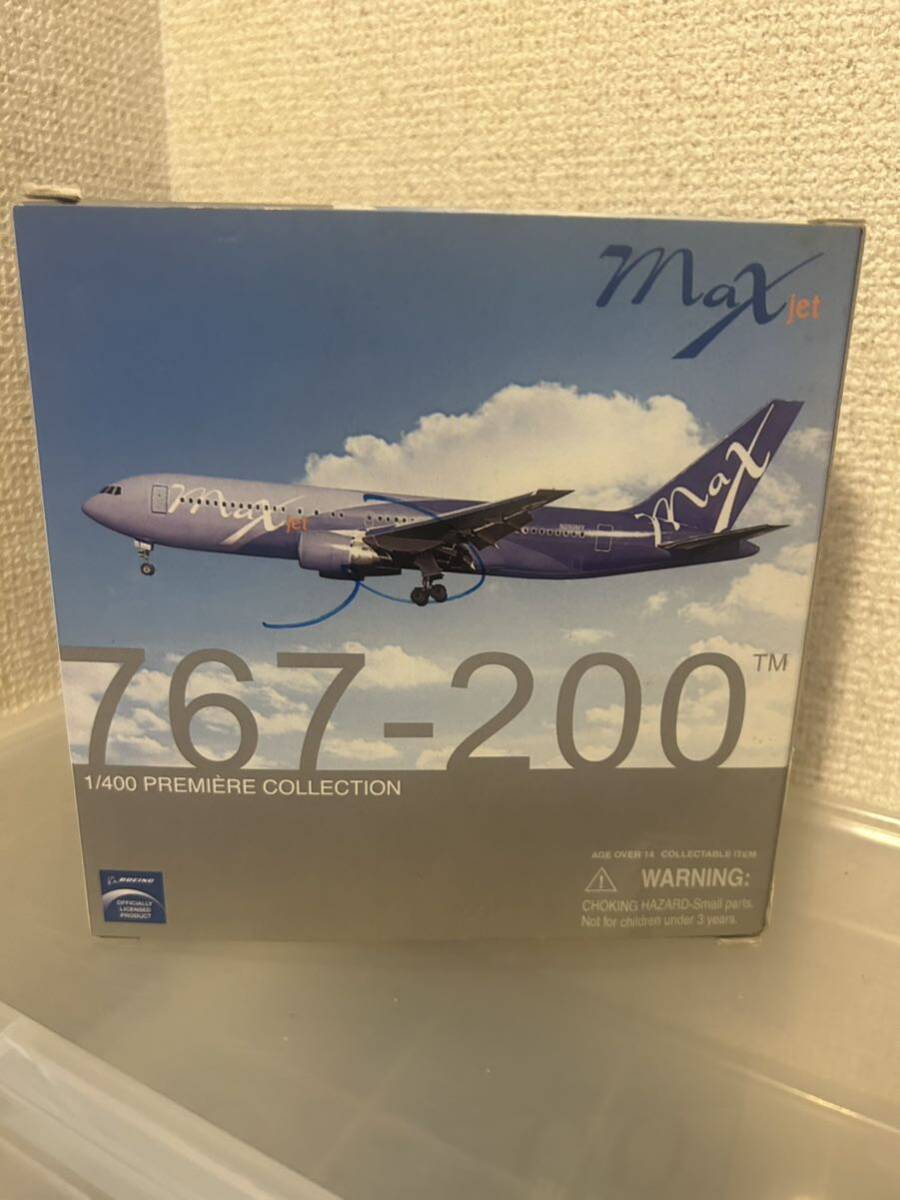 max jet
max jet
max
767-200™
1/400 PREMIÈRE COLLECTION
AGE OVER 14 COLLECTABLE ITEM
WARNING:
CHOKING HAZARD-Small parts.
Not for children under 3 years.
BOEING
OFFICIALLY
LICENSED
PRODUCT